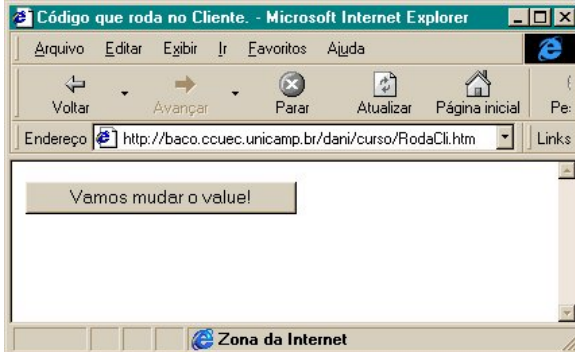 Código que roda no Cliente. - Microsoft Internet Explorer
Arquivo Editar Exibir Ir Favoritos Ajuda
Voltar Avançar Parar Atualizar Página inicial
Endereço http://baco.ccuec.unicamp.br/dani/curso/RodaCli.htm Links
Vamos mudar o value!
Zona da Internet